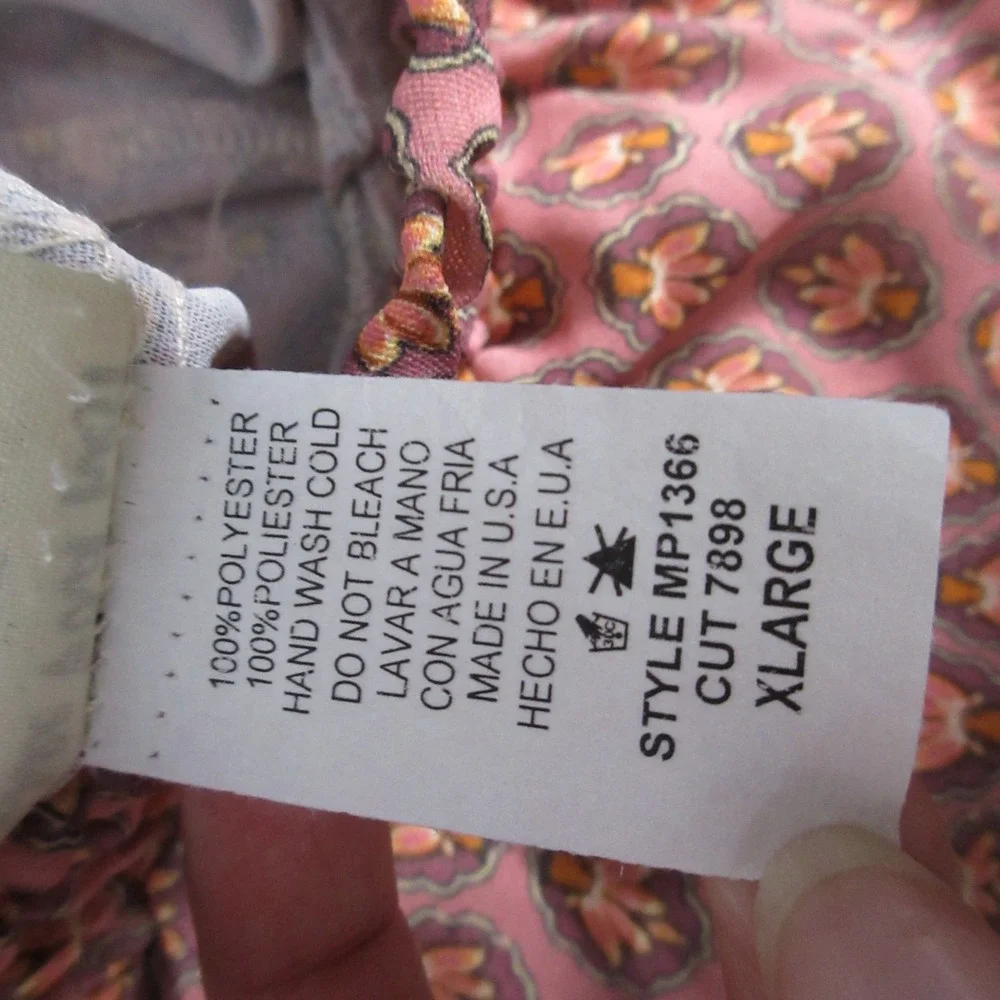 100%POLYESTER
100%POLIESTER
HAND WASH COLD
DO NOT BLEACH
LAVAR A MANO
CON AGUA FRIA
MADE IN U.S.A
HECHO EN E.U.A
30C
STYLE MP1366
CUT 7898
XLARGE